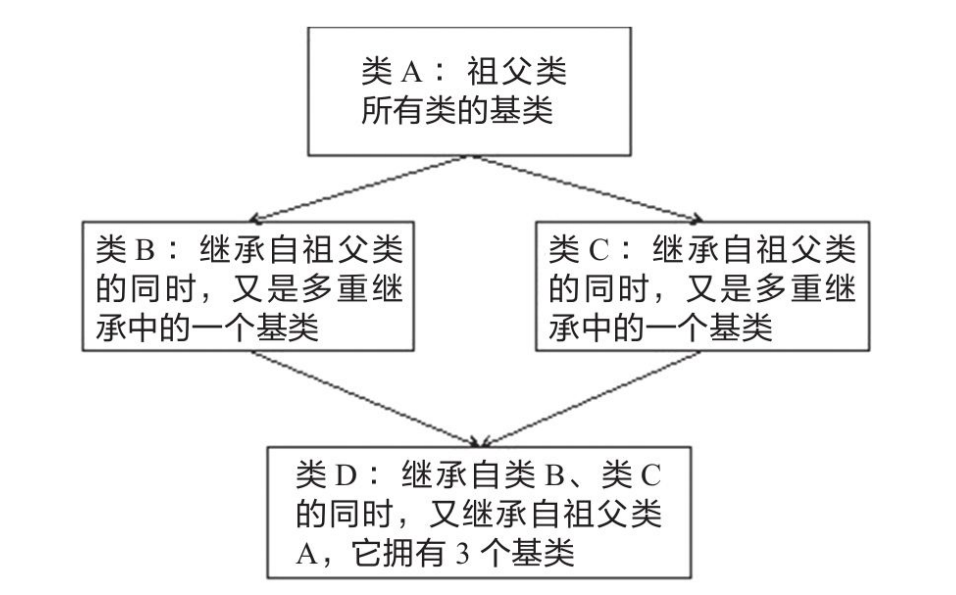 类 A： 祖父类
所有类的基类
类 B： 继承自祖父类
的同时，又是多重继
承中的一个基类
类 C： 继承自祖父类
的同时，又是多重继
承中的一个基类
类 D： 继承自类 B、类 C
的同时，又继承自祖父类
A，它拥有 3 个基类